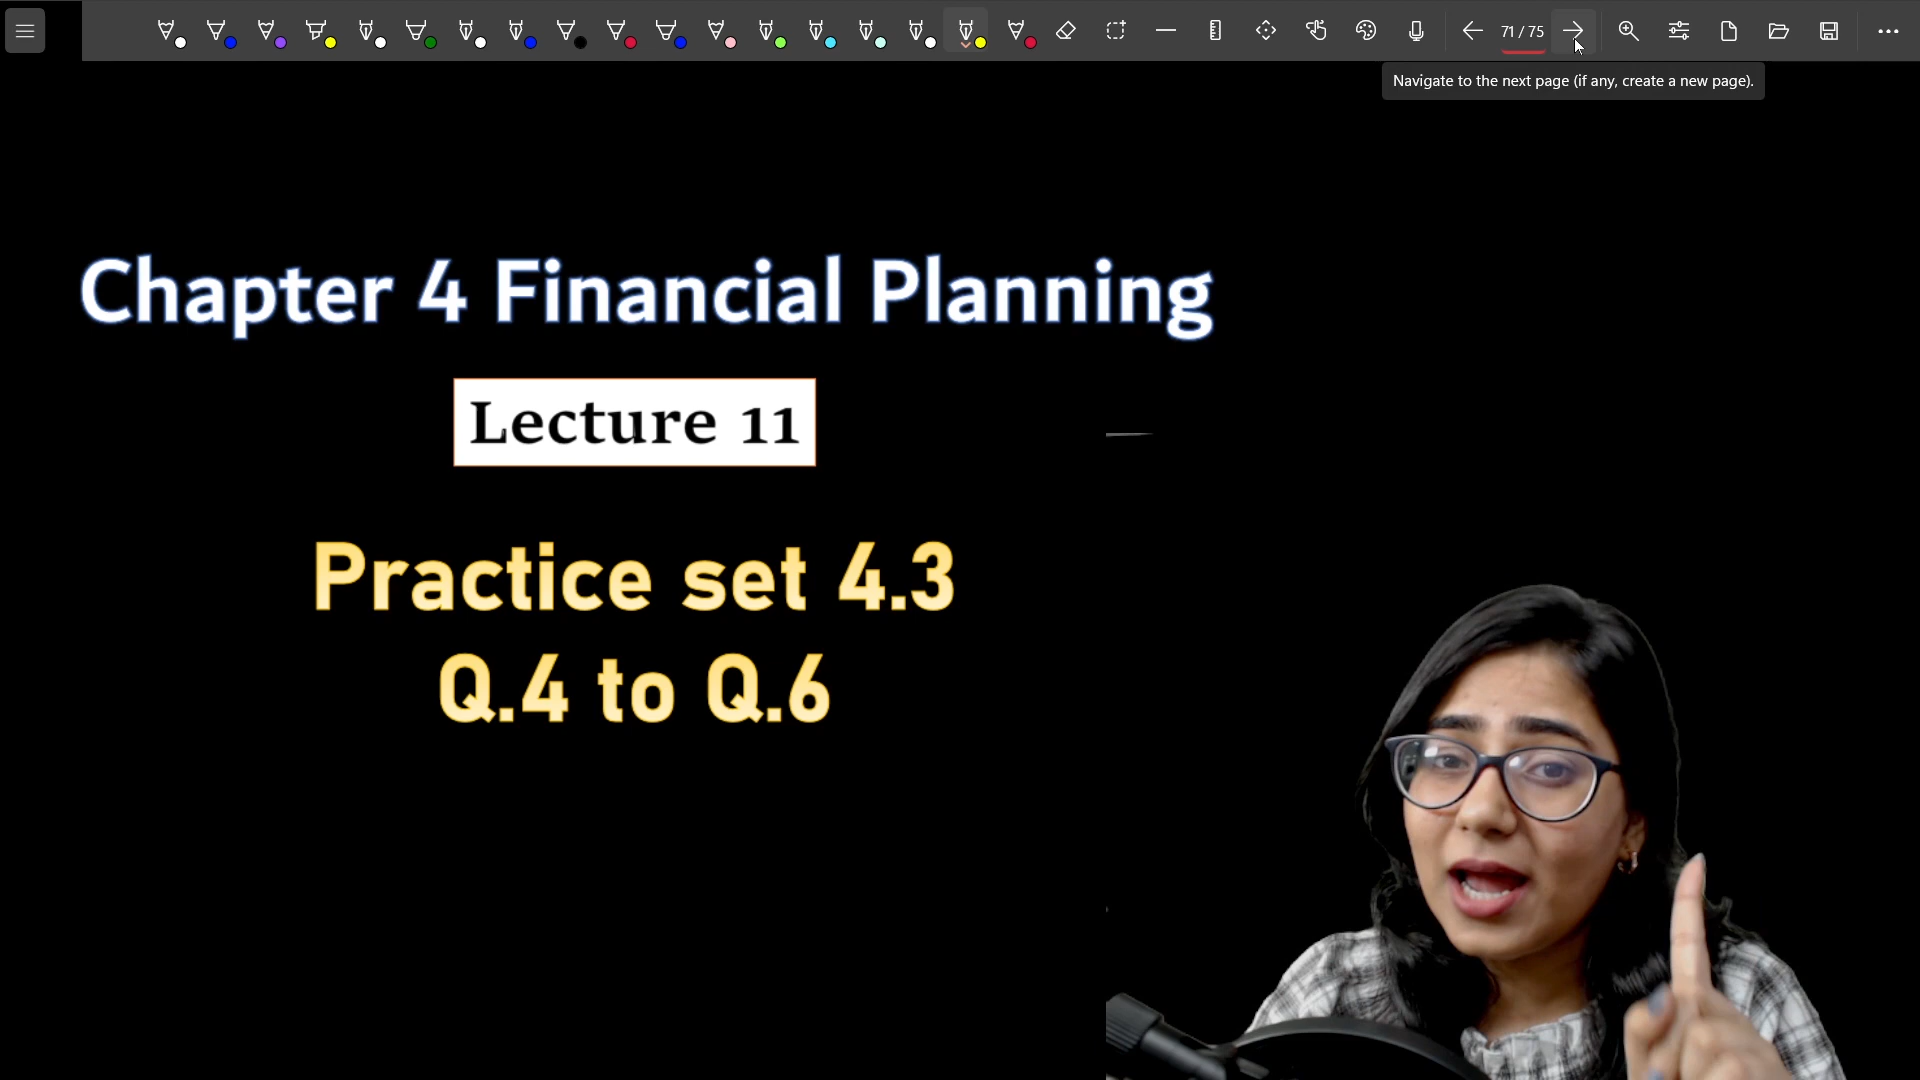 71 / 75
Navigate to the next page (if any, create a new page).
Chapter 4 Financial Planning
Lecture 11
Practice set 4.3
Q.4 to Q.6